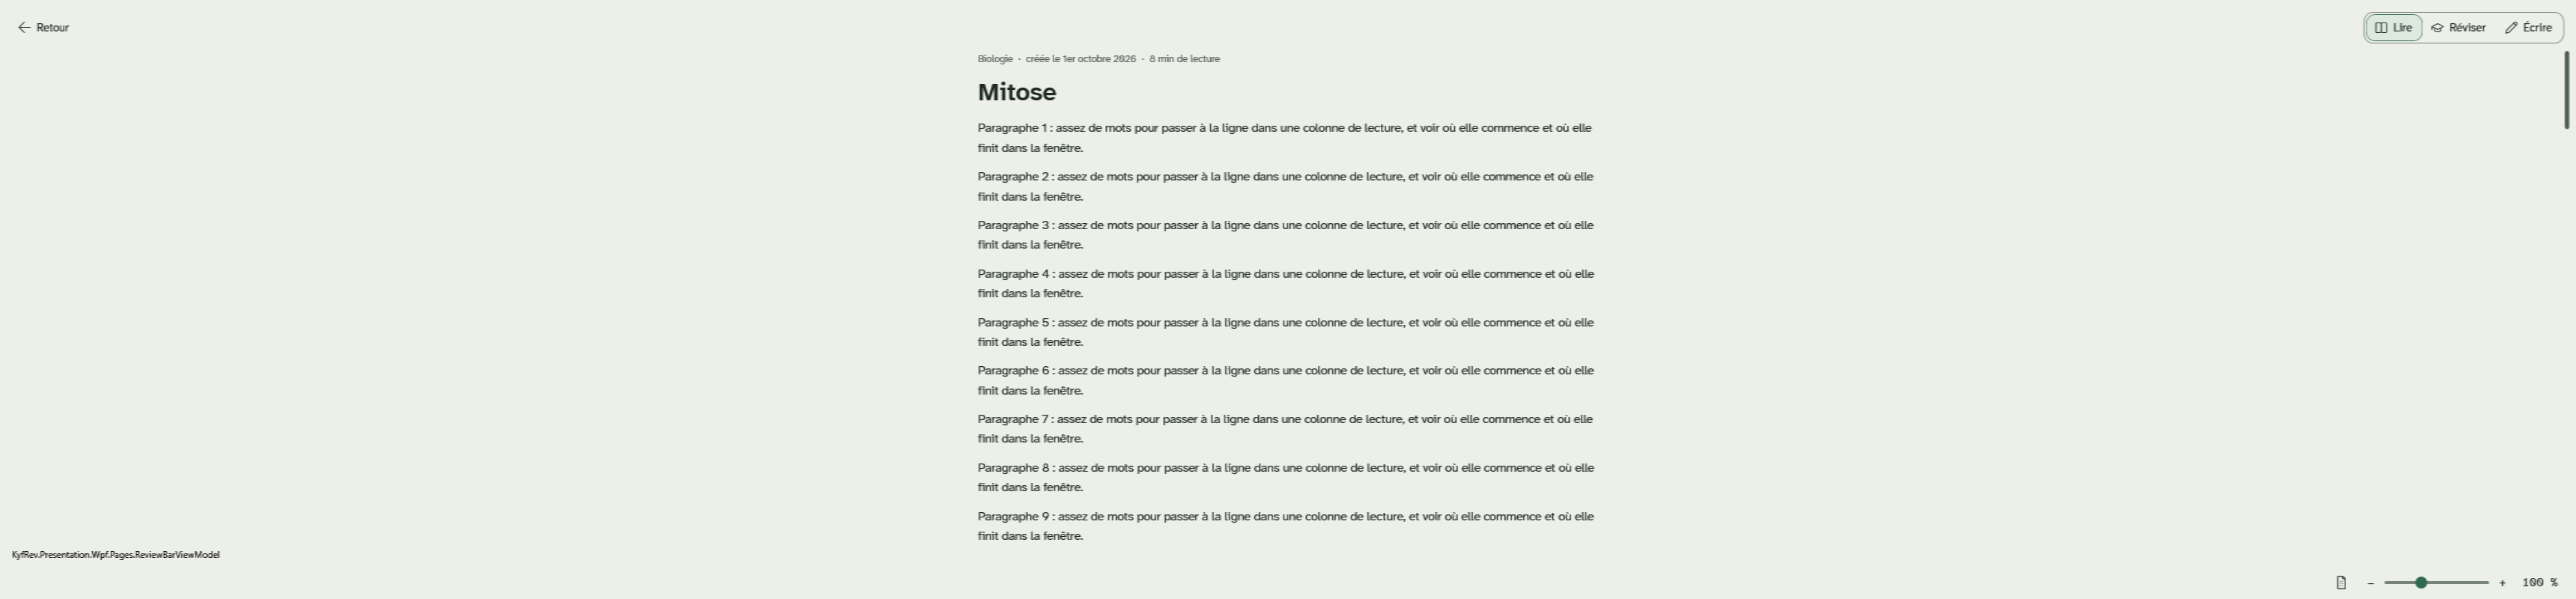 Retour
Lire
Réviser
Écrire
Biologie · créée le 1er octobre 2026 · 8 min de lecture
Mitose
Paragraphe 1 : assez de mots pour passer à la ligne dans une colonne de lecture, et voir où elle commence et où elle
finit dans la fenêtre.
Paragraphe 2 : assez de mots pour passer à la ligne dans une colonne de lecture, et voir où elle commence et où elle
finit dans la fenêtre.
Paragraphe 3 : assez de mots pour passer à la ligne dans une colonne de lecture, et voir où elle commence et où elle
finit dans la fenêtre.
Paragraphe 4 : assez de mots pour passer à la ligne dans une colonne de lecture, et voir où elle commence et où elle
finit dans la fenêtre.
Paragraphe 5 : assez de mots pour passer à la ligne dans une colonne de lecture, et voir où elle commence et où elle
finit dans la fenêtre.
Paragraphe 6 : assez de mots pour passer à la ligne dans une colonne de lecture, et voir où elle commence et où elle
finit dans la fenêtre.
Paragraphe 7 : assez de mots pour passer à la ligne dans une colonne de lecture, et voir où elle commence et où elle
finit dans la fenêtre.
Paragraphe 8 : assez de mots pour passer à la ligne dans une colonne de lecture, et voir où elle commence et où elle
finit dans la fenêtre.
Paragraphe 9 : assez de mots pour passer à la ligne dans une colonne de lecture, et voir où elle commence et où elle
finit dans la fenêtre.
KyfRev.Presentation.Wpf.Pages.ReviewBarViewModel
− + 100 %